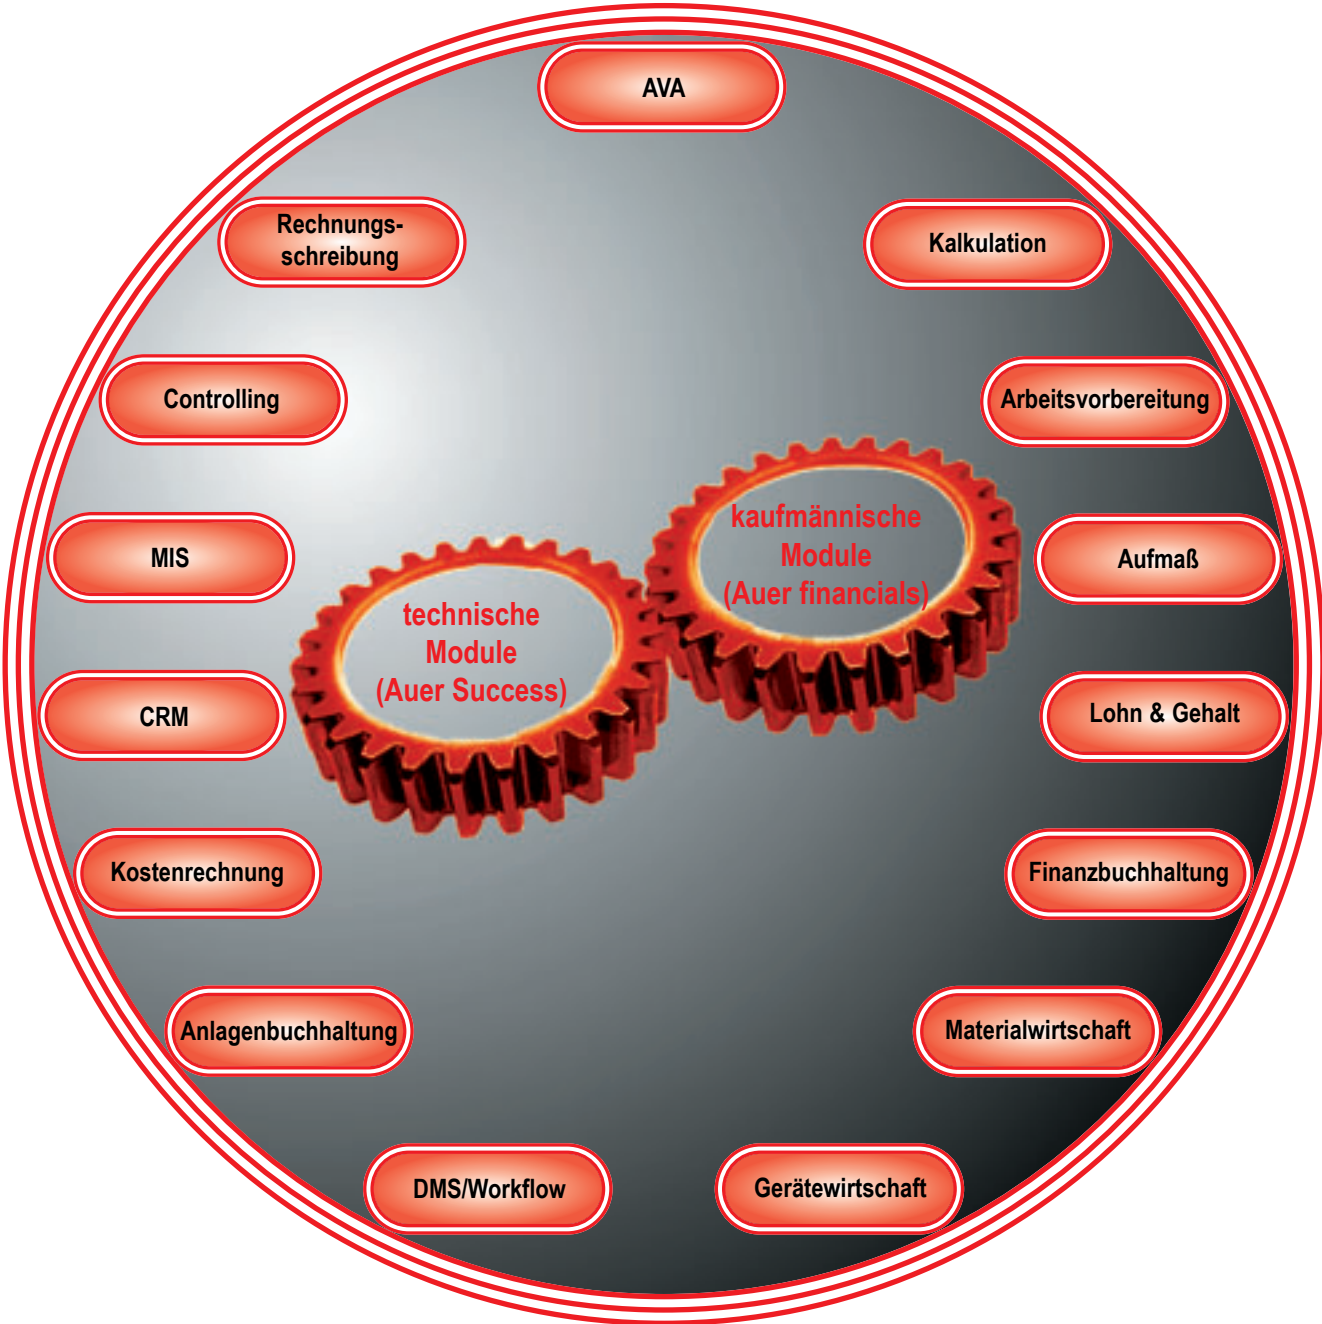 AVA
Rechnungs-
schreibung
Kalkulation
Controlling
Arbeitsvorbereitung
kaufmännische
Module
(Auer financials)
MIS
Aufmaß
technische
Module
(Auer Success)
CRM
Lohn & Gehalt
Kostenrechnung
Finanzbuchhaltung
Anlagenbuchhaltung
Materialwirtschaft
DMS/Workflow
Gerätewirtschaft